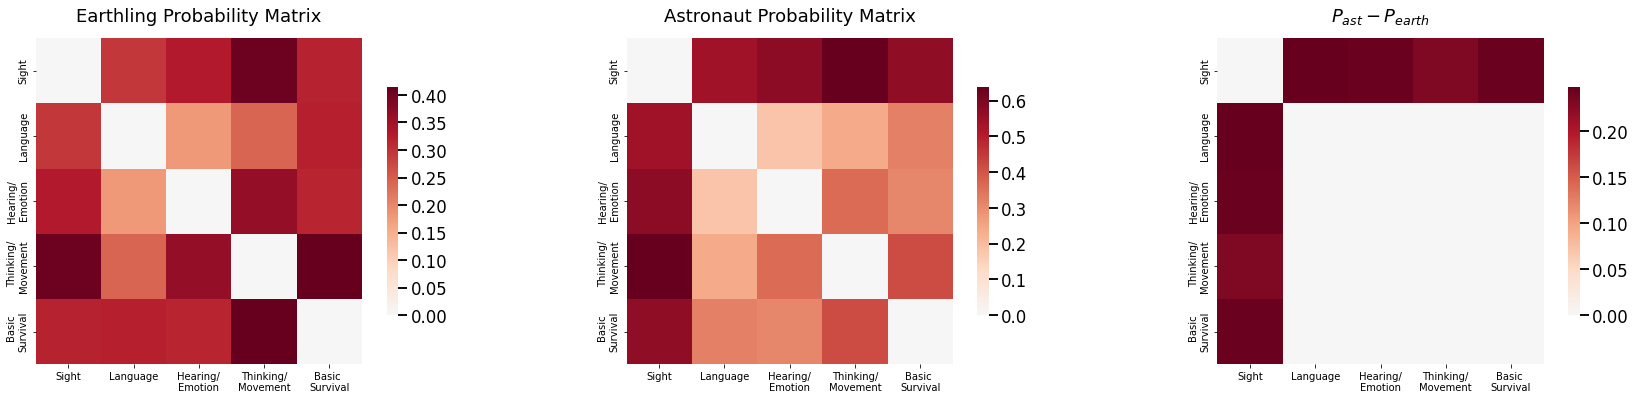 Earthling Probability Matrix
Sight
Language
Hearing/
Emotion
Thinking/
Movement
Basic
Survival
Sight
Language
Hearing/
Emotion
Thinking/
Movement
Basic
Survival
0.40
0.35
0.30
0.25
0.20
0.15
0.10
0.05
0.00
Astronaut Probability Matrix
Sight
Language
Hearing/
Emotion
Thinking/
Movement
Basic
Survival
Sight
Language
Hearing/
Emotion
Thinking/
Movement
Basic
Survival
0.6
0.5
0.4
0.3
0.2
0.1
0.0
P_ast − P_earth
Sight
Language
Hearing/
Emotion
Thinking/
Movement
Basic
Survival
Sight
Language
Hearing/
Emotion
Thinking/
Movement
Basic
Survival
0.20
0.15
0.10
0.05
0.00